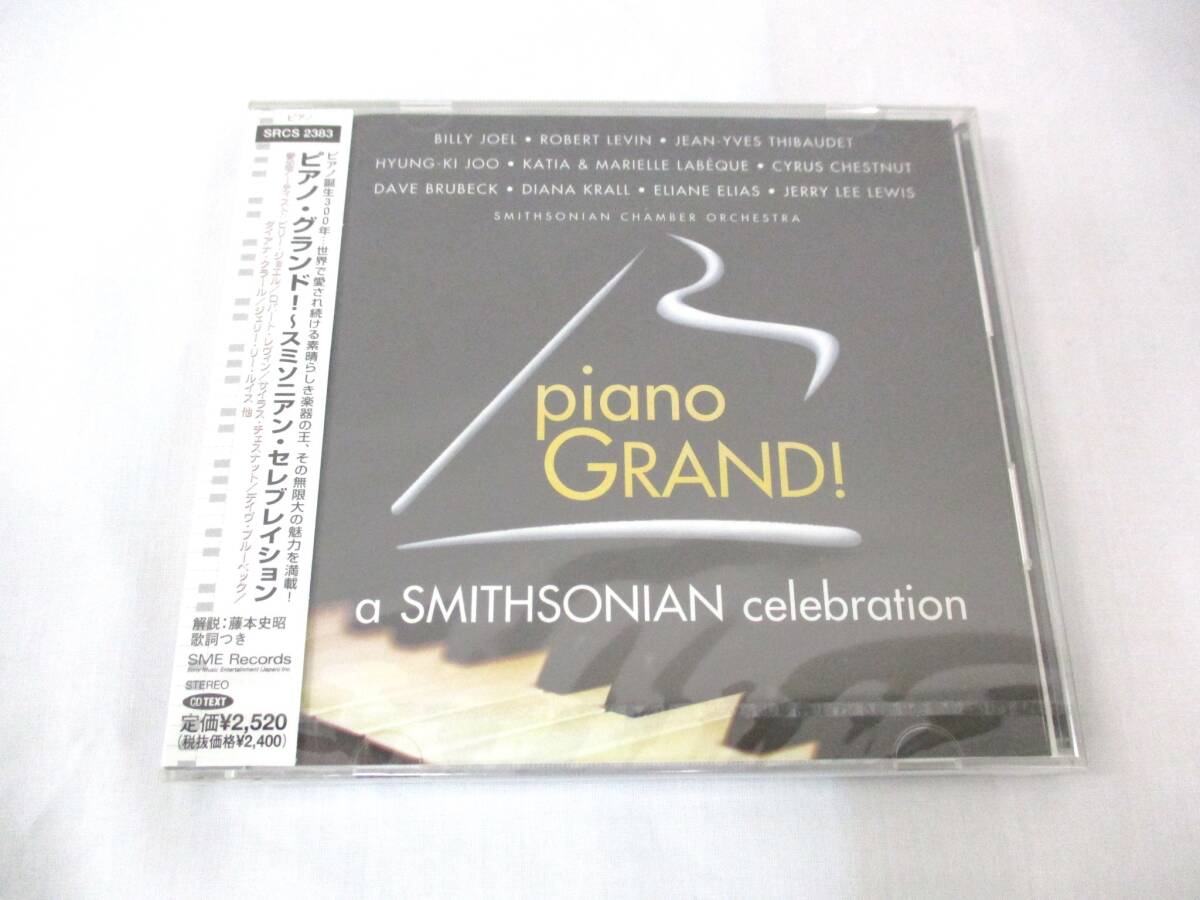 ピアノ
SRCS 2383
ピアノ誕生300年…世界で愛され続ける素晴らしき楽器の王、その無限大の魅力を満載!
ピアノ・グランド!〜スミソニアン・セレブレイション
参加アーティスト:ビリー・ジョエル/ロバート・レヴィン/サイラス・チェスナット/デイヴ・ブルーベック/
ダイアナ・クラール/ジェリー・リー・ルイス 他
解説:藤本史昭
歌詞つき
SME Records
Sony Music Entertainment (Japan) Inc.
STEREO
CD TEXT
定価¥2,520
(税抜価格¥2,400)
BILLY JOEL • ROBERT LEVIN • JEAN-YVES THIBAUDET
HYUNG-KI JOO • KATIA & MARIELLE LABÈQUE • CYRUS CHESTNUT
DAVE BRUBECK • DIANA KRALL • ELIANE ELIAS • JERRY LEE LEWIS
SMITHSONIAN CHAMBER ORCHESTRA
piano
GRAND!
a SMITHSONIAN celebration